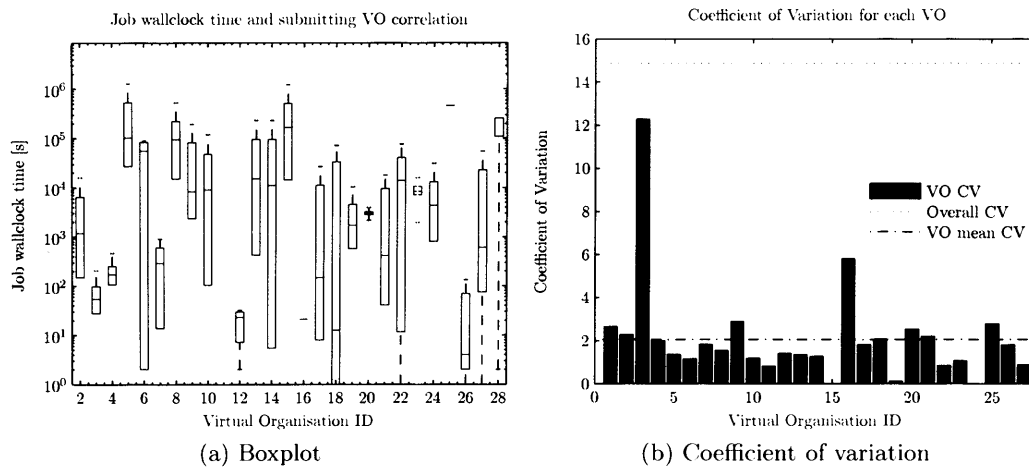 Job wallclock time and submitting VO correlation
Job wallclock time [s]
10^6
10^5
10^4
10^3
10^2
10^1
10^0
2 4 6 8 10 12 14 16 18 20 22 24 26 28
Virtual Organisation ID
(a) Boxplot
Coefficient of Variation for each VO
Coefficient of Variation
16
14
12
10
8
6
4
2
0
0 5 10 15 20 25
VO CV
Overall CV
VO mean CV
Virtual Organisation ID
(b) Coefficient of variation